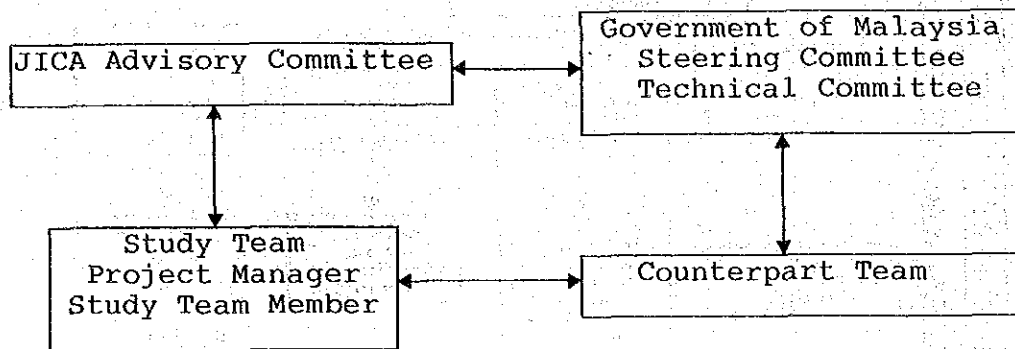 JICA Advisory Committee
Government of Malaysia
Steering Committee
Technical Committee
Study Team
Project Manager
Study Team Member
Counterpart Team